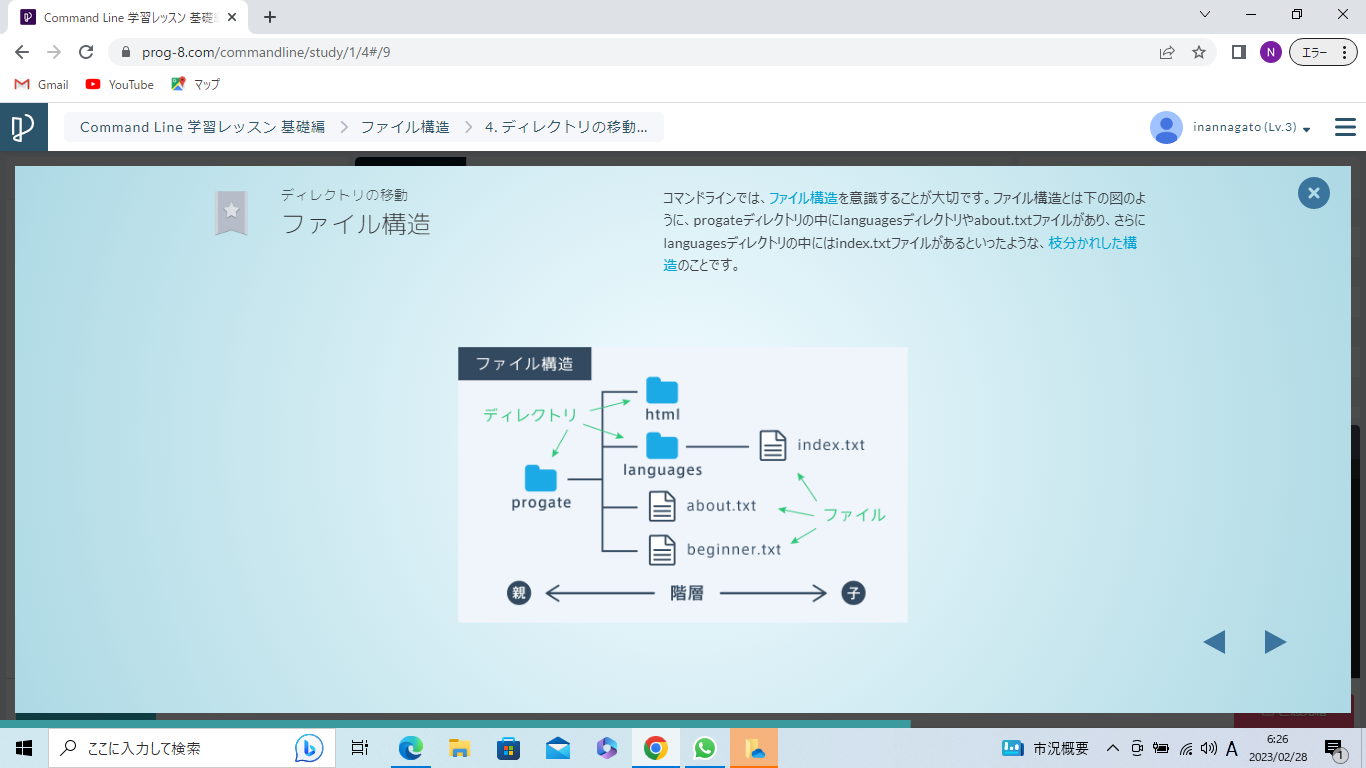 Command Line 学習レッスン 基礎
prog-8.com/commandline/study/1/4#/9
N
エラー
Gmail
YouTube
マップ
Command Line 学習レッスン 基礎編
ファイル構造
4. ディレクトリの移動...
inannagato (Lv.3)
ディレクトリの移動
ファイル構造
コマンドラインでは、ファイル構造を意識することが大切です。ファイル構造とは下の図のよ
うに、progateディレクトリの中にlanguagesディレクトリやabout.txtファイルがあり、さらに
languagesディレクトリの中にはindex.txtファイルがあるといったような、枝分かれした構
造のことです。
ファイル構造
ディレクトリ
html
languages
index.txt
progate
about.txt
ファイル
beginner.txt
親
階層
子
ここに入力して検索
市況概要
A
6:26
2023/02/28
1